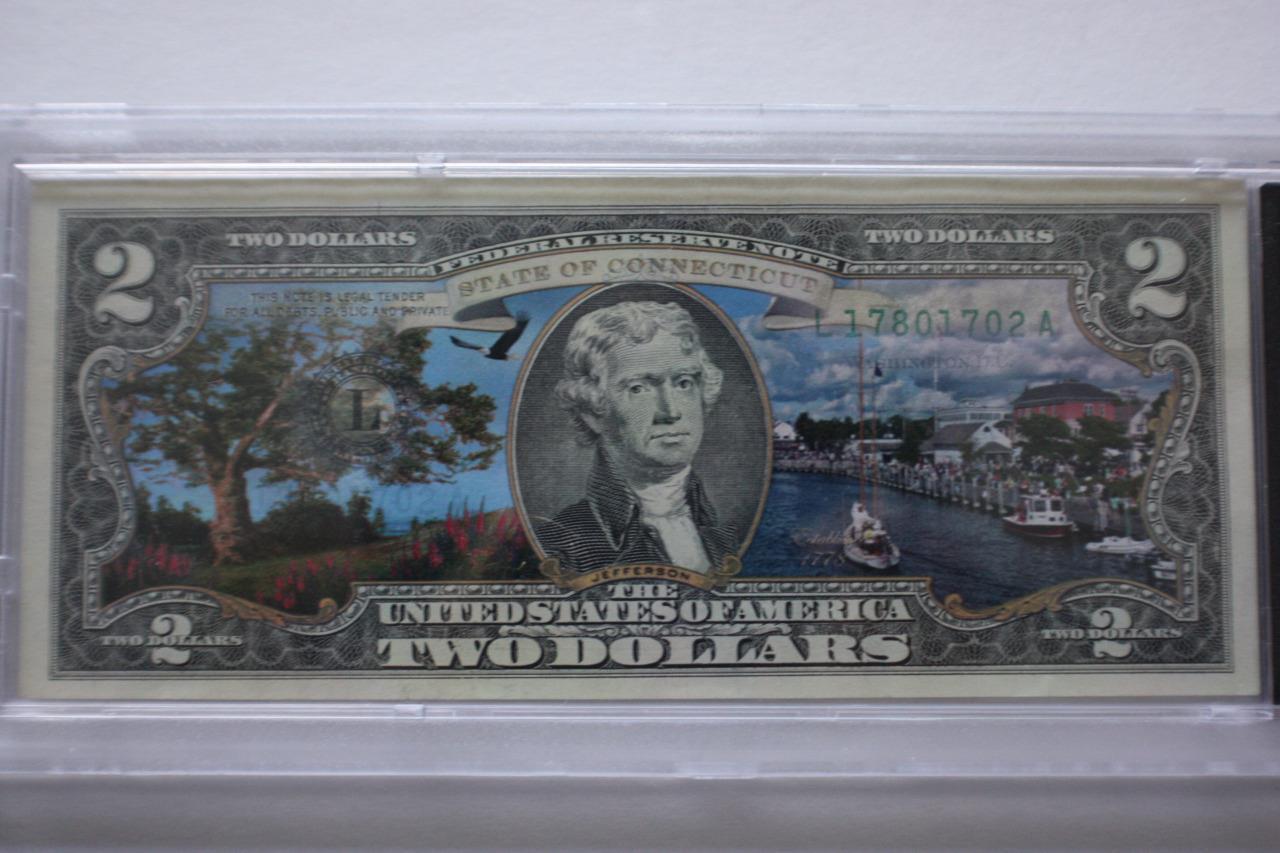 2
TWO DOLLARS
FEDERAL RESERVE NOTE
TWO DOLLARS
2
STATE OF CONNECTICUT
THIS NOTE IS LEGAL TENDER
FOR ALL DEBTS, PUBLIC AND PRIVATE
L 17801702 A
WASHINGTON, D.C.
L
1778
JEFFERSON
THE
UNITED STATES OF AMERICA
TWO DOLLARS
2
TWO DOLLARS
2
TWO DOLLARS